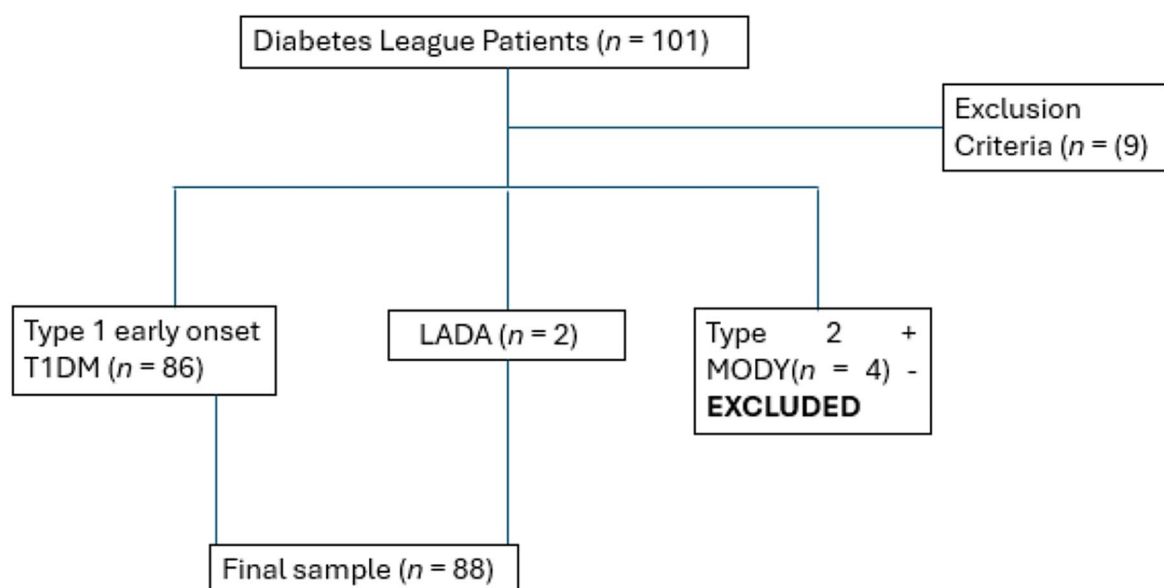 Diabetes League Patients (n = 101)
Exclusion
Criteria (n = (9)
Type 1 early onset
T1DM (n = 86)
LADA (n = 2)
Type 2 +
MODY(n = 4) -
EXCLUDED
Final sample (n = 88)